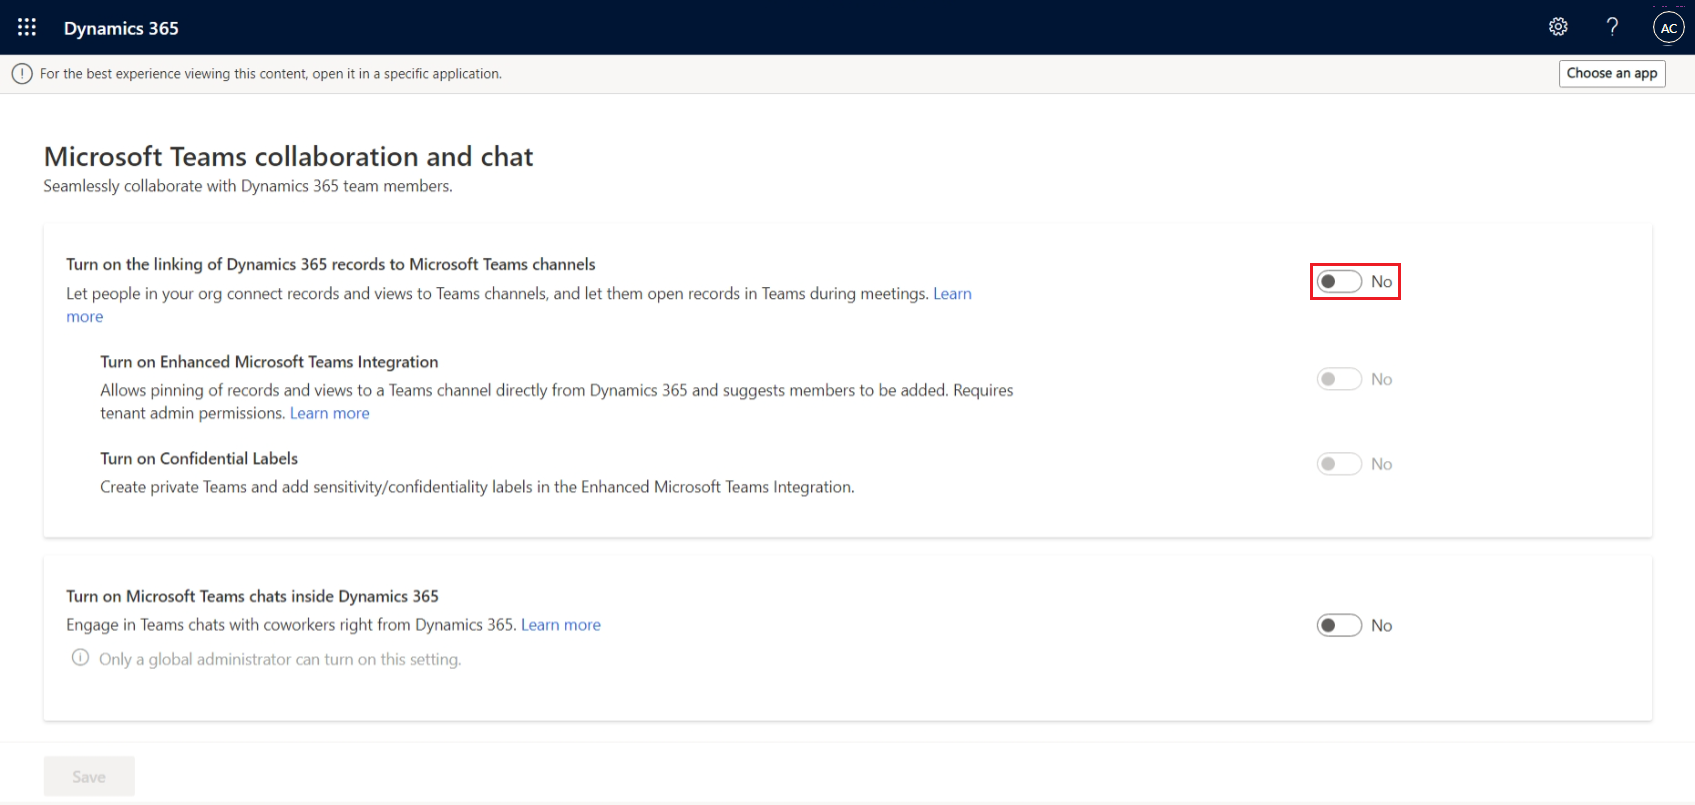 Dynamics 365
?
AC
For the best experience viewing this content, open it in a specific application.
Choose an app
Microsoft Teams collaboration and chat
Seamlessly collaborate with Dynamics 365 team members.
Turn on the linking of Dynamics 365 records to Microsoft Teams channels
Let people in your org connect records and views to Teams channels, and let them open records in Teams during meetings. Learn
more
No
Turn on Enhanced Microsoft Teams Integration
Allows pinning of records and views to a Teams channel directly from Dynamics 365 and suggests members to be added. Requires
tenant admin permissions. Learn more
No
Turn on Confidential Labels
Create private Teams and add sensitivity/confidentiality labels in the Enhanced Microsoft Teams Integration.
No
Turn on Microsoft Teams chats inside Dynamics 365
Engage in Teams chats with coworkers right from Dynamics 365. Learn more
Only a global administrator can turn on this setting.
No
Save